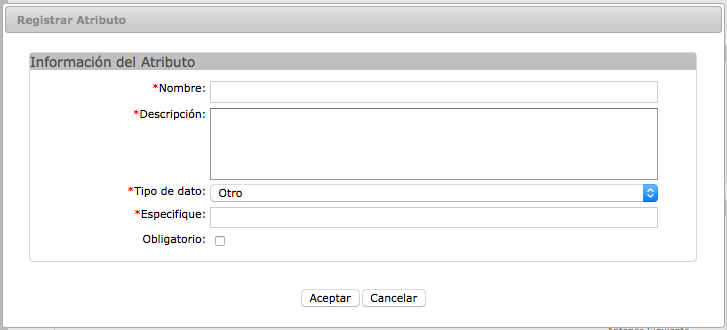 Registrar Atributo
Información del Atributo
*Nombre:
*Descripción:
*Tipo de dato: Otro
*Especifique:
Obligatorio:
Aceptar Cancelar